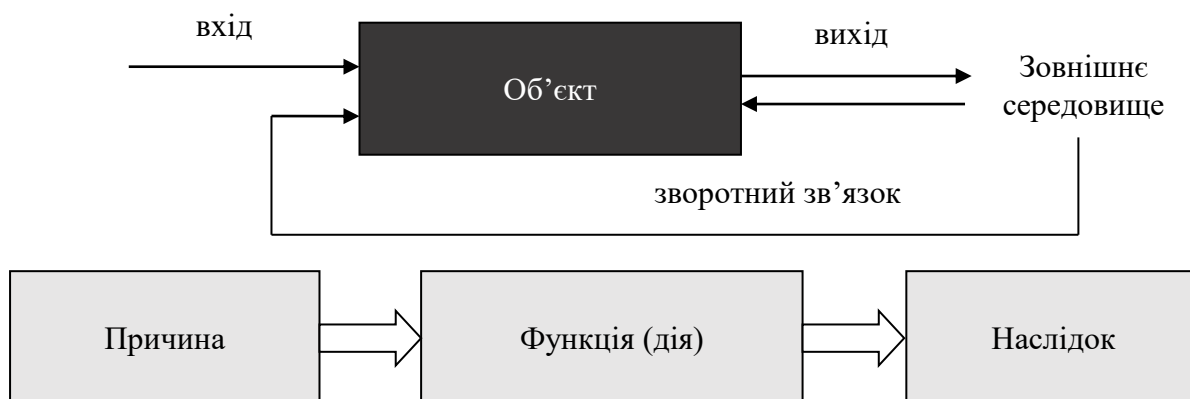 вхід
вихід
Об’єкт
Зовнішнє
середовище
зворотний зв’язок
Причина
Функція (дія)
Наслідок